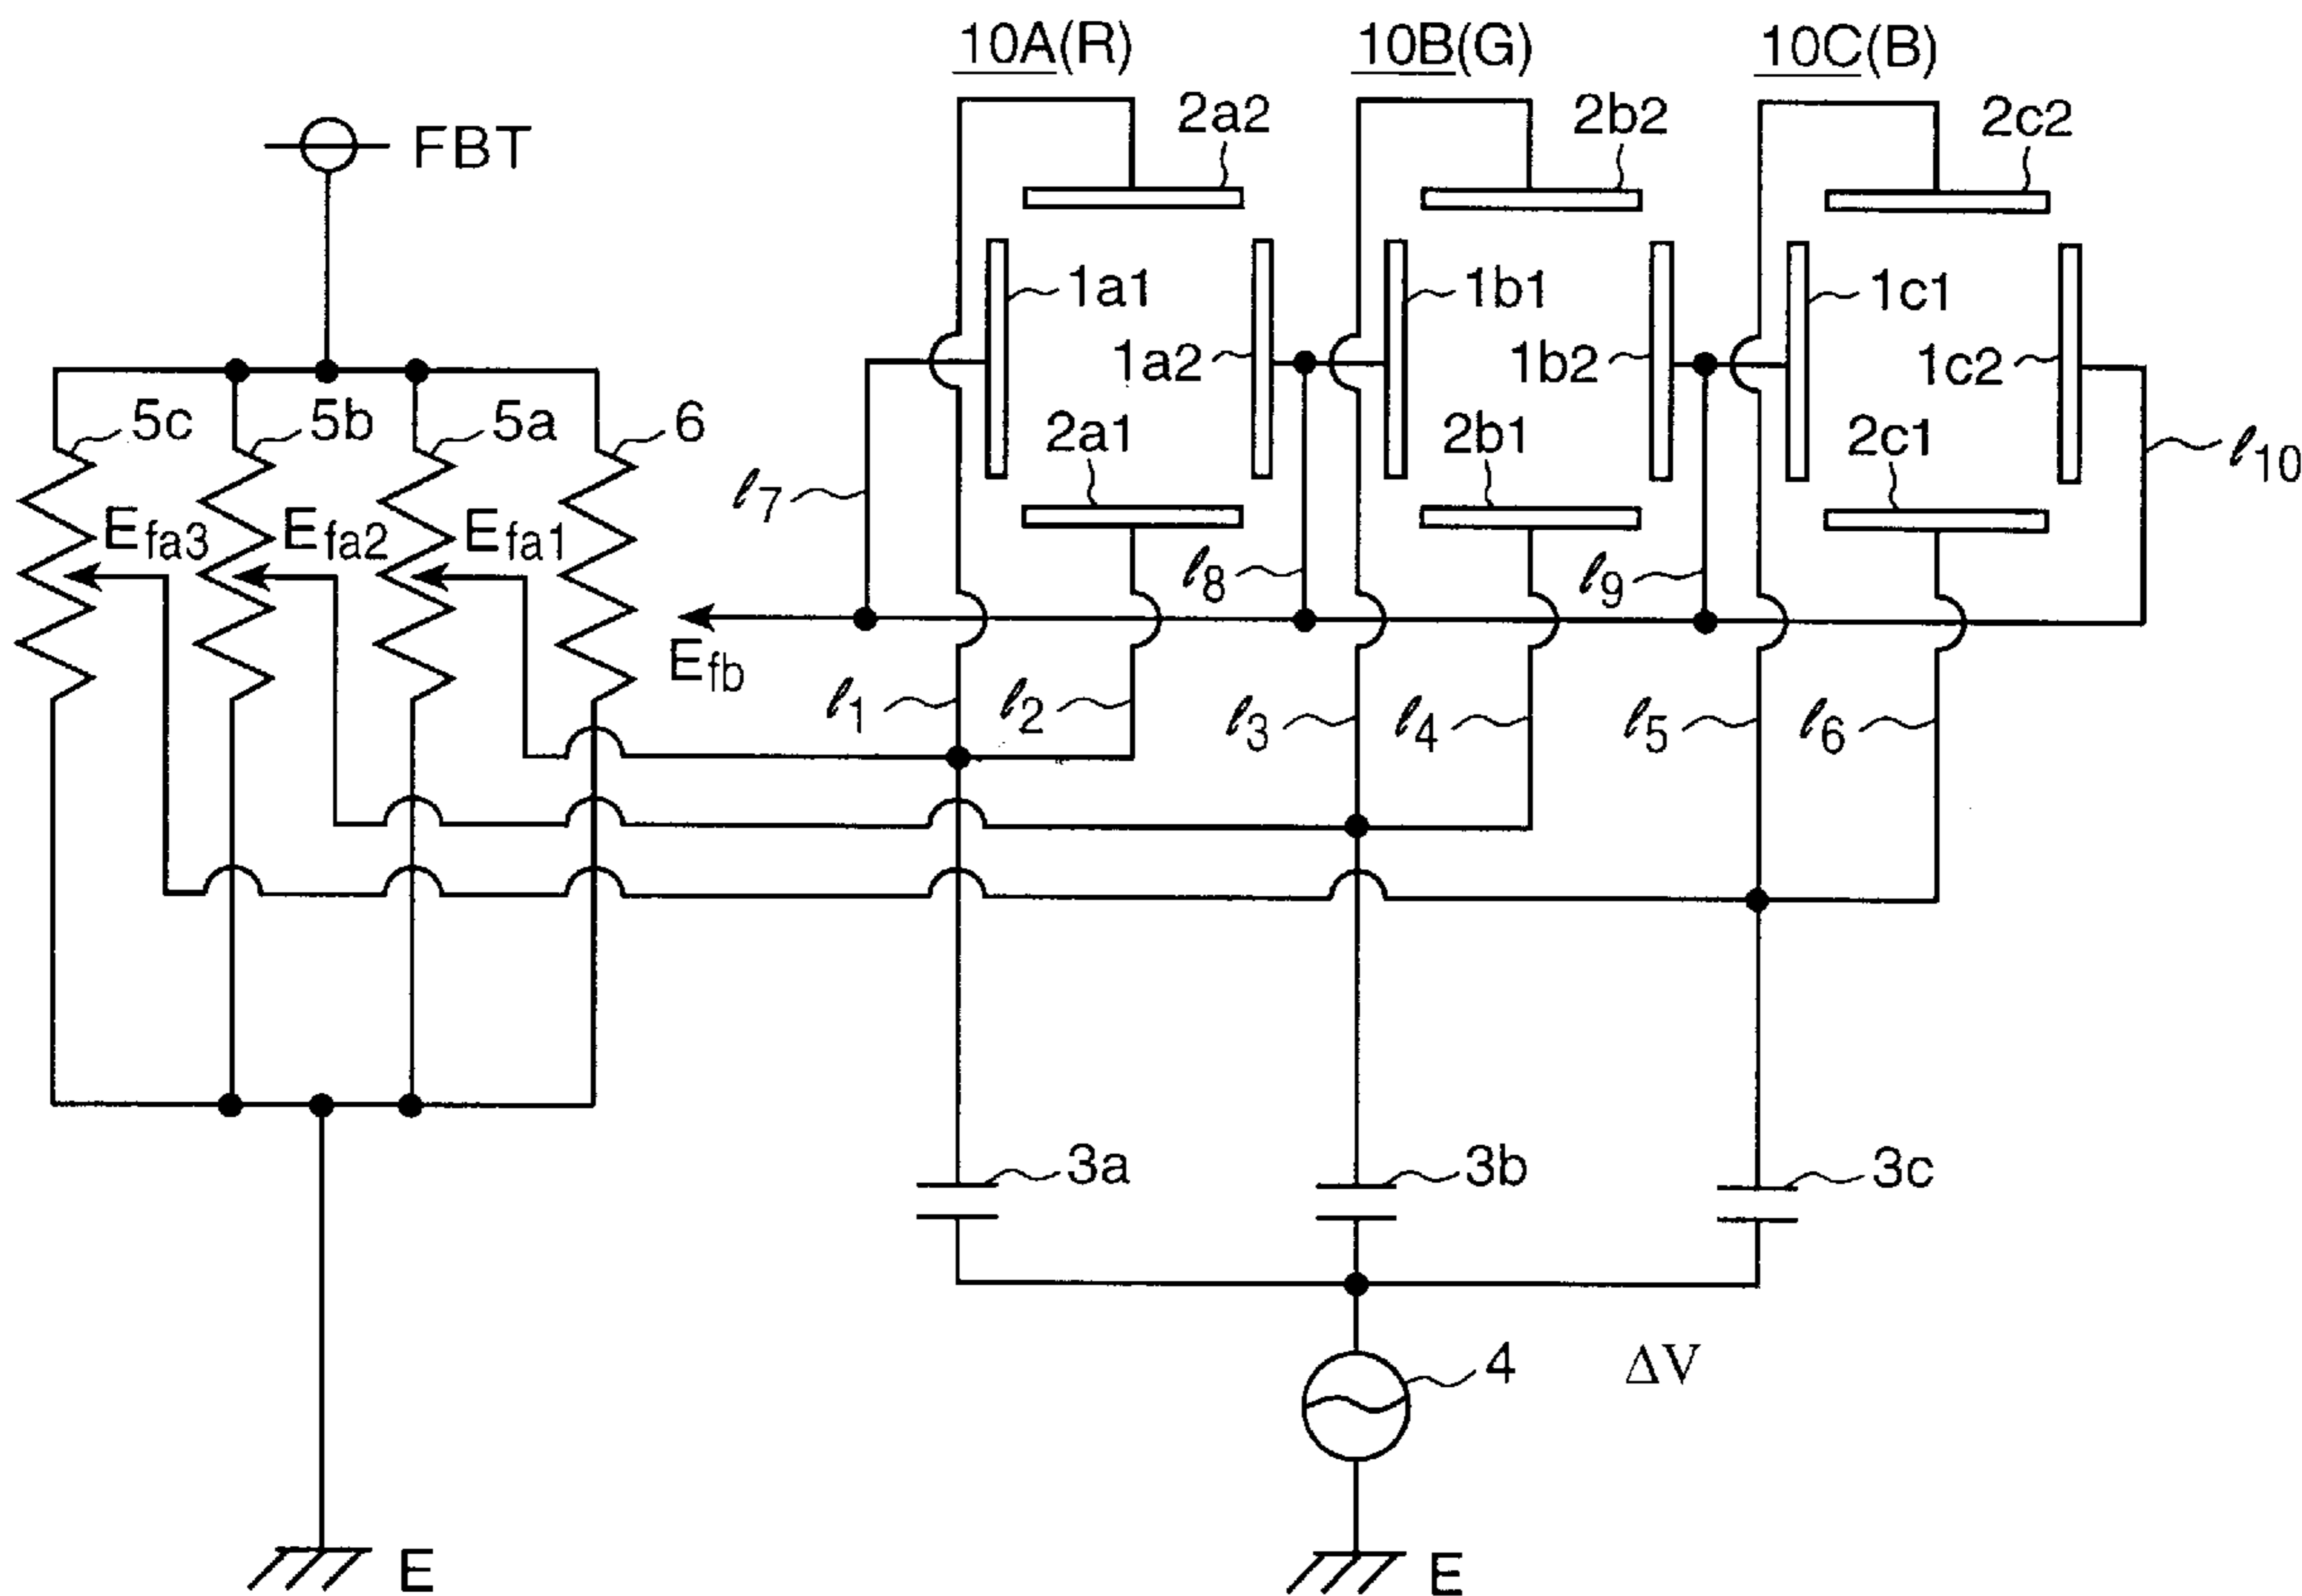 10A(R) 10B(G) 10C(B)
2a2 2b2 2c2
FBT
1a1 1b1 1c1
1a2 1b2 1c2
5c 5b 5a 6
2a1 2b1 2c1
ℓ10
ℓ7
Efa3 Efa2 Efa1
ℓ8 ℓ9
Efb
ℓ1 ℓ2 ℓ3 ℓ4 ℓ5 ℓ6
3a 3b 3c
4 ΔV
E E